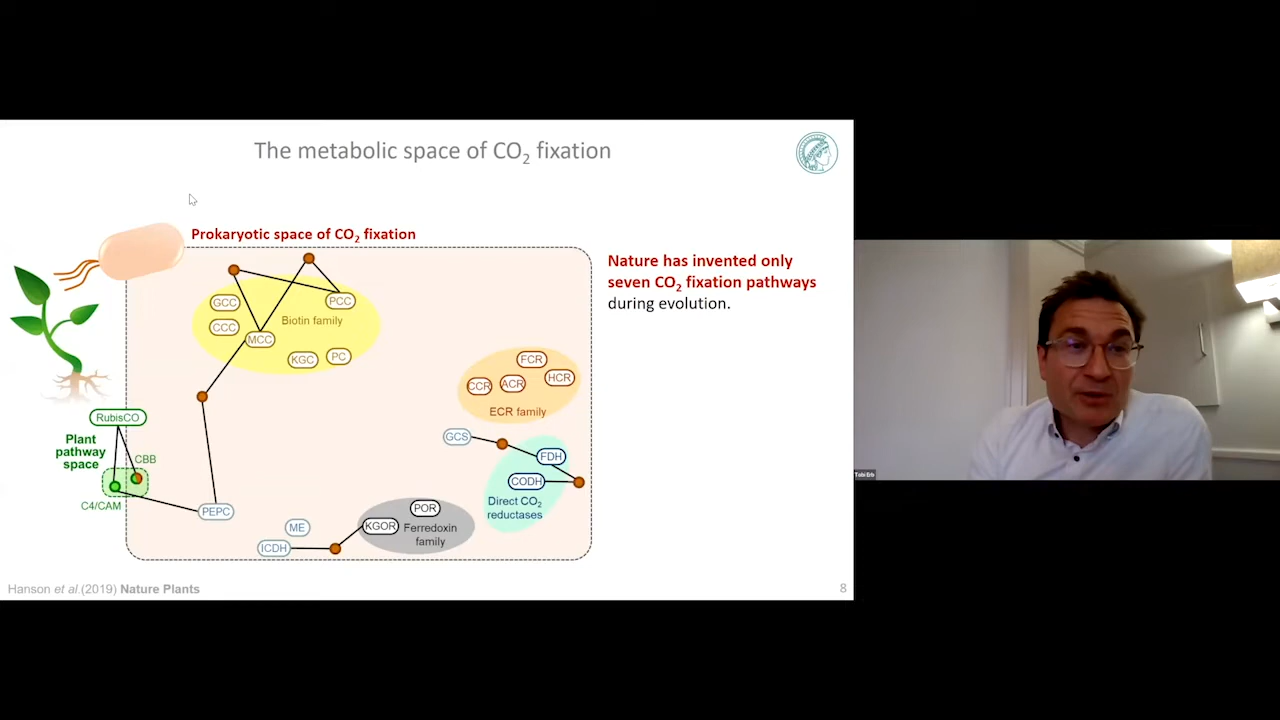 The metabolic space of CO₂ fixation
Prokaryotic space of CO₂ fixation
Nature has invented only
seven CO₂ fixation pathways
during evolution.
GCC
PCC
CCC
Biotin family
MCC
KGC
PC
FCR
CCR
ACR
HCR
ECR family
RubisCO
Plant
pathway
space
CBB
C4/CAM
GCS
FDH
CODH
Direct CO₂
reductases
PEPC
POR
ME
KGOR
Ferredoxin
family
ICDH
Hanson et al.(2019) Nature Plants
8
Tobi Erb